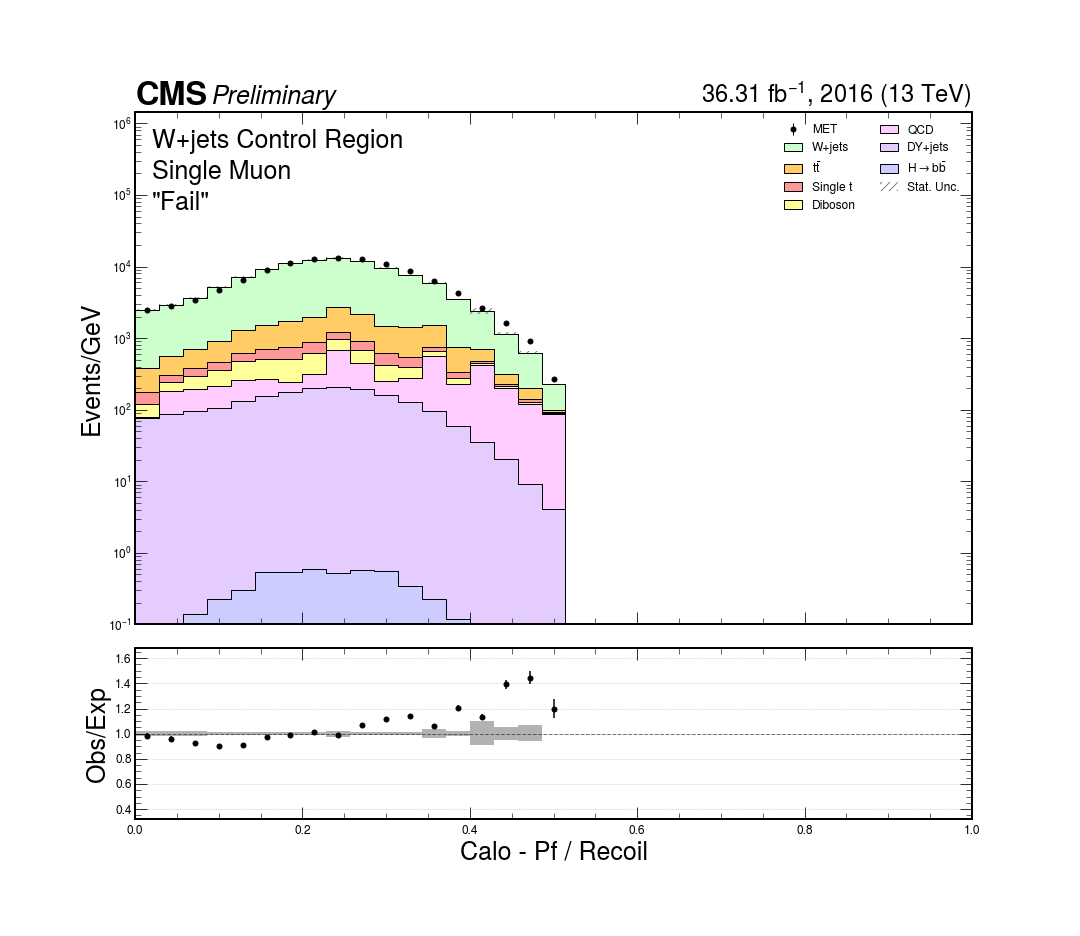 CMS Preliminary 36.31 fb⁻¹, 2016 (13 TeV)
W+jets Control Region
Single Muon
"Fail"
MET
W+jets
tt̄
Single t
Diboson
QCD
DY+jets
H→bb̄
Stat. Unc.
Events/GeV
10⁶
10⁵
10⁴
10³
10²
10¹
10⁰
10⁻¹
Obs/Exp
1.6
1.4
1.2
1.0
0.8
0.6
0.4
0.0 0.2 0.4 0.6 0.8 1.0
Calo - Pf / Recoil